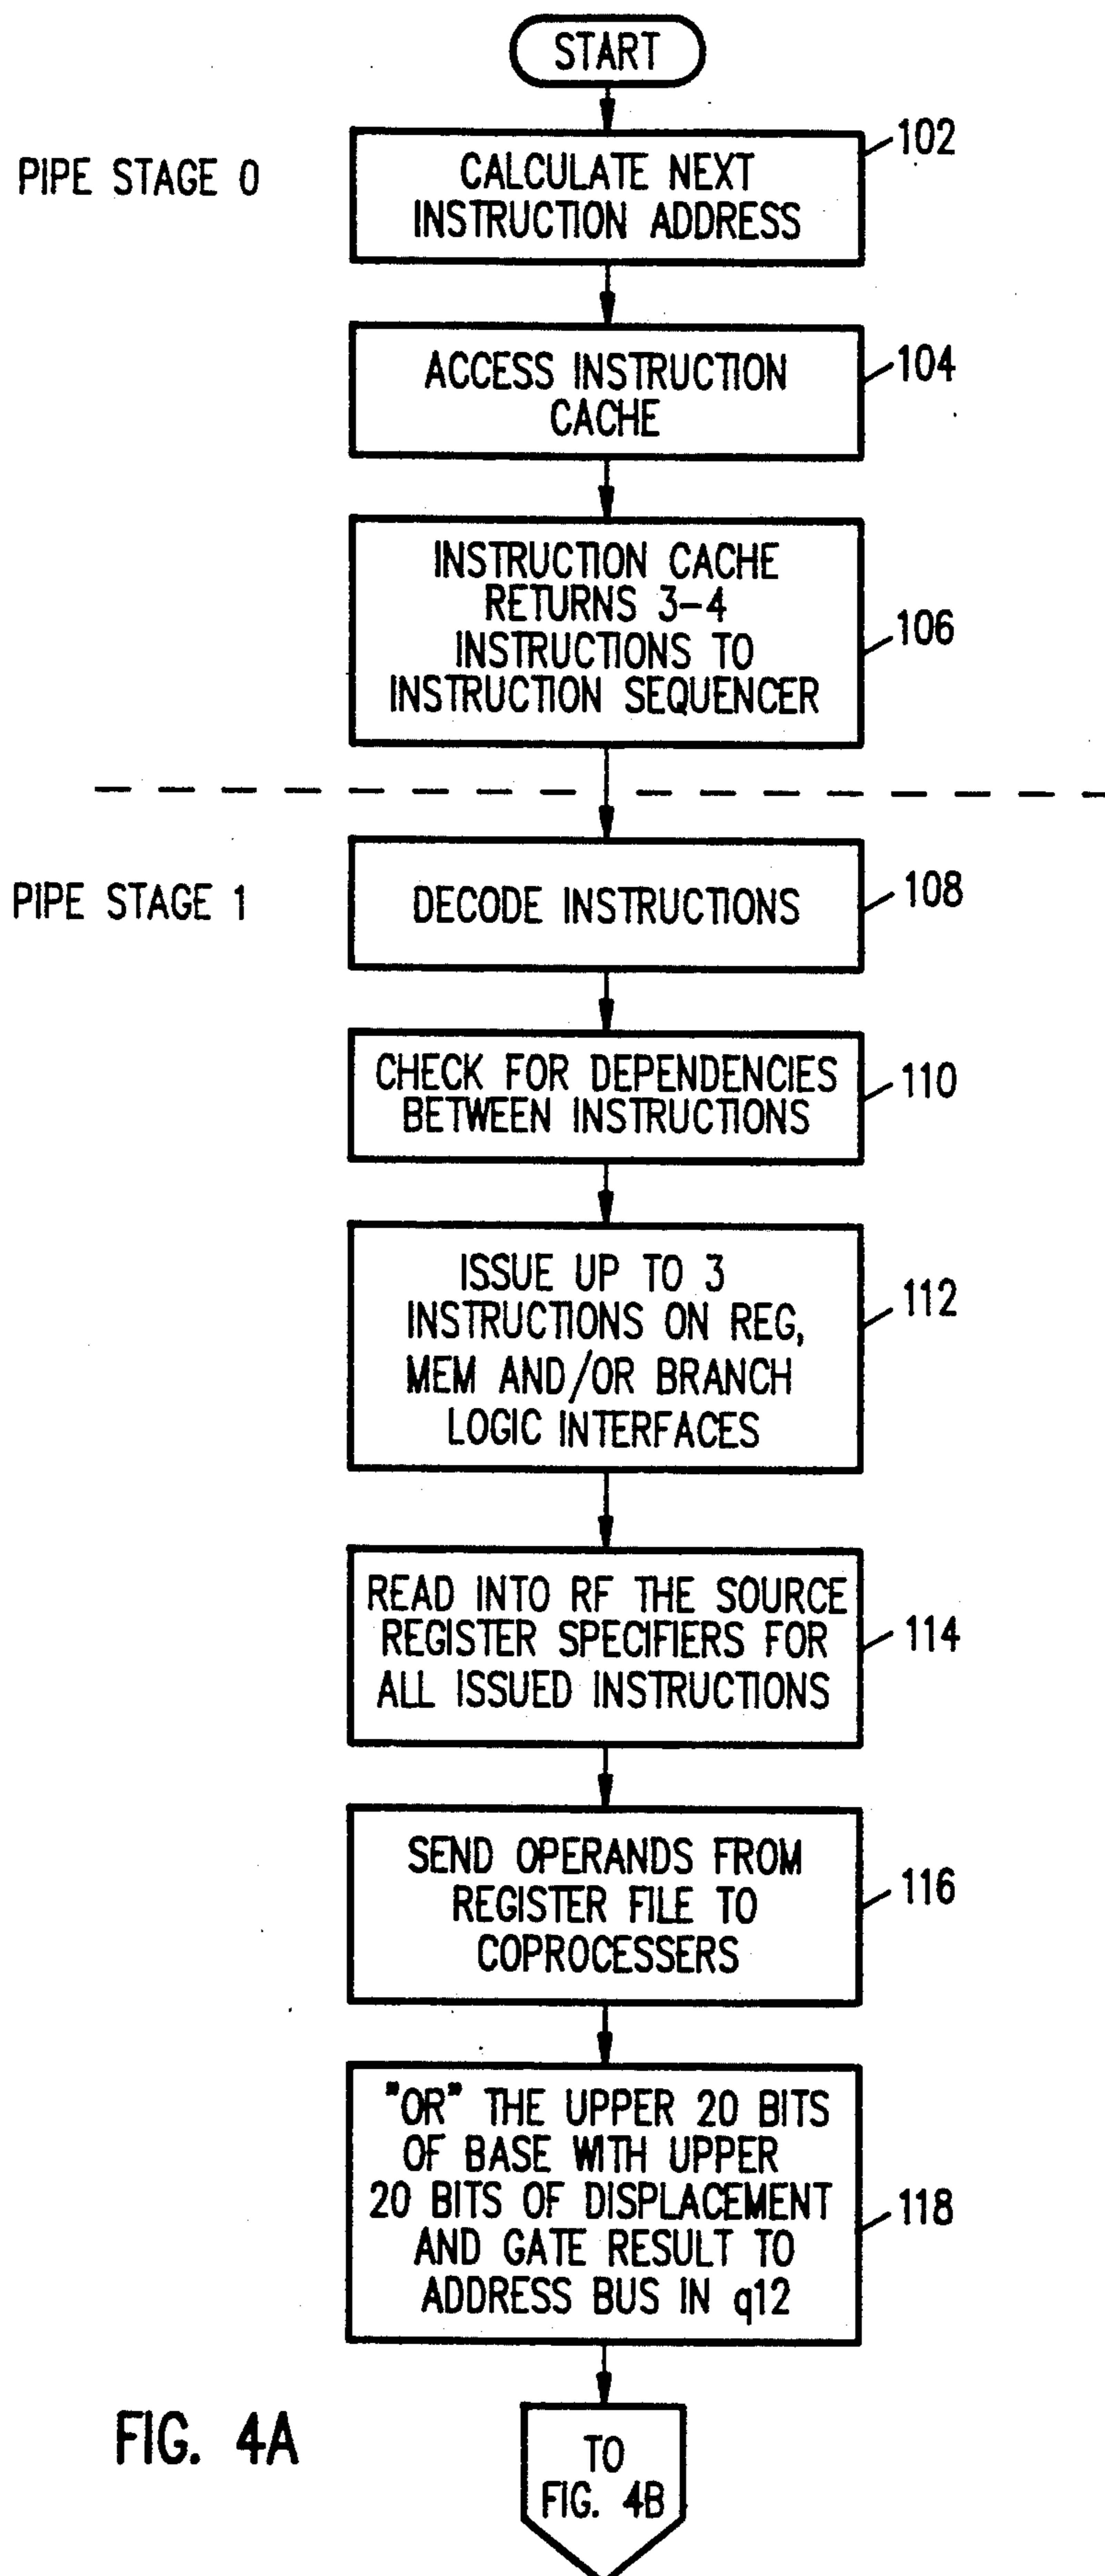 START
PIPE STAGE 0
102
CALCULATE NEXT
INSTRUCTION ADDRESS
104
ACCESS INSTRUCTION
CACHE
106
INSTRUCTION CACHE
RETURNS 3-4
INSTRUCTIONS TO
INSTRUCTION SEQUENCER
PIPE STAGE 1
108
DECODE INSTRUCTIONS
110
CHECK FOR DEPENDENCIES
BETWEEN INSTRUCTIONS
112
ISSUE UP TO 3
INSTRUCTIONS ON REG,
MEM AND/OR BRANCH
LOGIC INTERFACES
114
READ INTO RF THE SOURCE
REGISTER SPECIFIERS FOR
ALL ISSUED INSTRUCTIONS
116
SEND OPERANDS FROM
REGISTER FILE TO
COPROCESSERS
118
"OR" THE UPPER 20 BITS
OF BASE WITH UPPER
20 BITS OF DISPLACEMENT
AND GATE RESULT TO
ADDRESS BUS IN q12
FIG. 4A
TO
FIG. 4B